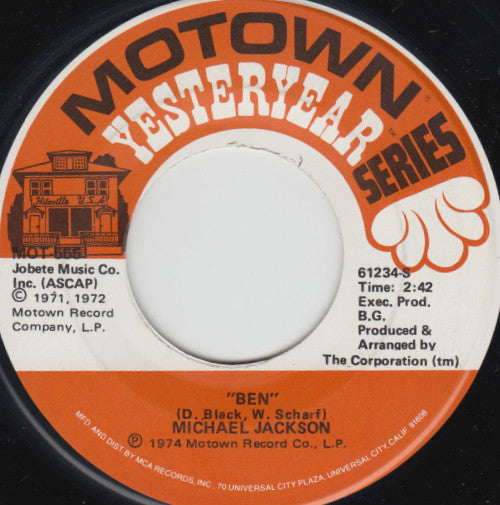 MOTOWN®
YESTERYEAR™
SERIES
Hitsville U.S.A
MOT 565
Jobete Music Co.
Inc. (ASCAP)
© 1971, 1972
Motown Record
Company, L.P.
61234-S
Time: 2:42
Exec. Prod.
B.G.
Produced &
Arranged by
The Corporation (tm)
"BEN"
(D. Black, W. Scharf)
MICHAEL JACKSON
℗ 1974 Motown Record Co., L.P.
MFD. AND DIST. BY MCA RECORDS, INC., 70 UNIVERSAL CITY PLAZA, UNIVERSAL CITY, CALIF. 91608